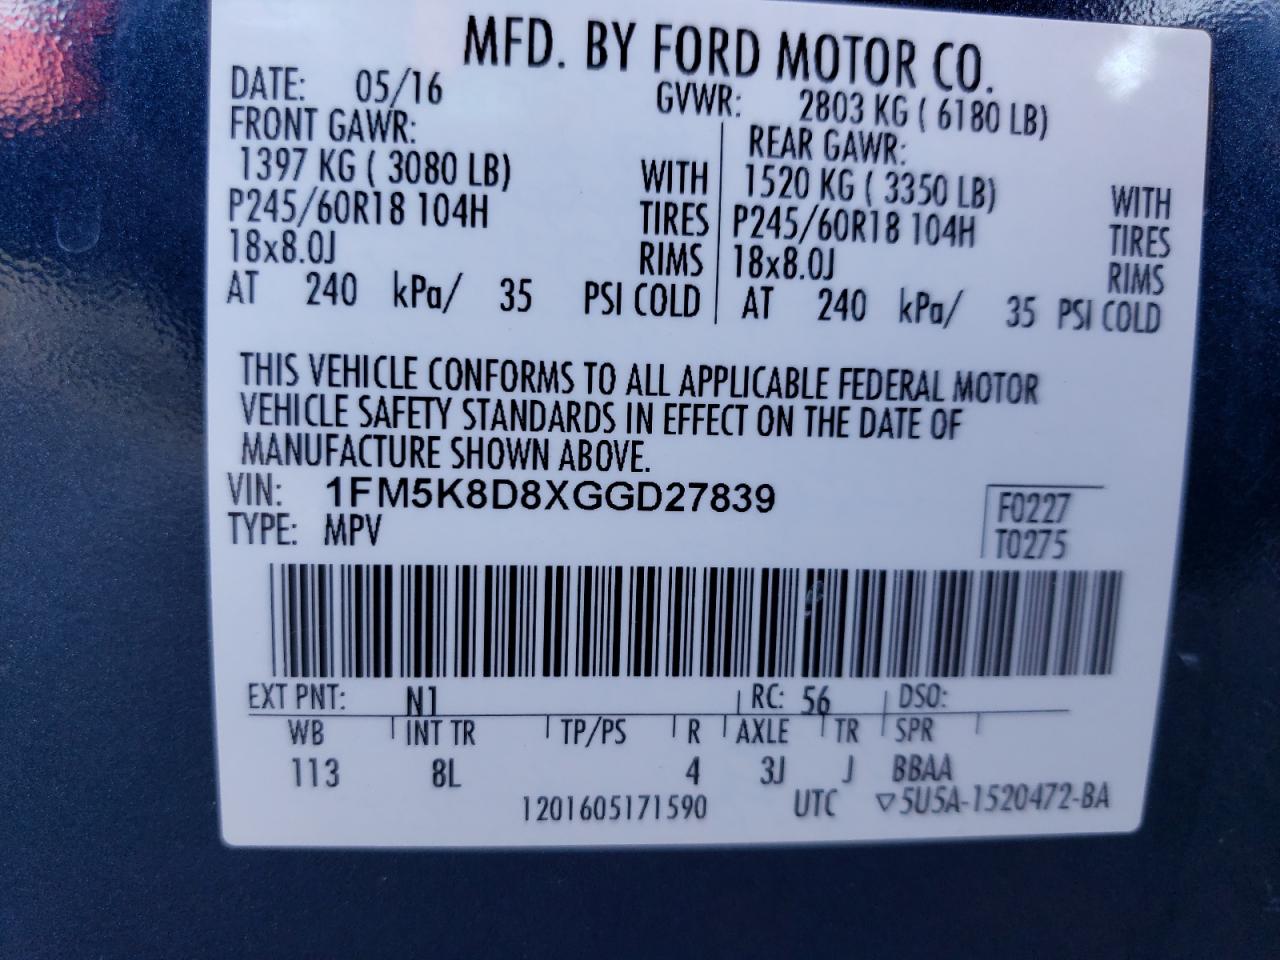 MFD. BY FORD MOTOR CO.
DATE: 05/16 GVWR: 2803 KG ( 6180 LB)
FRONT GAWR: REAR GAWR:
1397 KG ( 3080 LB) WITH 1520 KG ( 3350 LB) WITH
P245/60R18 104H TIRES P245/60R18 104H TIRES
18x8.0J RIMS 18x8.0J RIMS
AT 240 kPa/ 35 PSI COLD AT 240 kPa/ 35 PSI COLD
THIS VEHICLE CONFORMS TO ALL APPLICABLE FEDERAL MOTOR
VEHICLE SAFETY STANDARDS IN EFFECT ON THE DATE OF
MANUFACTURE SHOWN ABOVE.
VIN: 1FM5K8D8XGGD27839 F0227
TYPE: MPV T0275
EXT PNT: N1 RC: 56 DSO:
WB INT TR TP/PS R AXLE TR SPR
113 8L 4 3J J BBAA
1201605171590 UTC ▽5U5A-1520472-BA